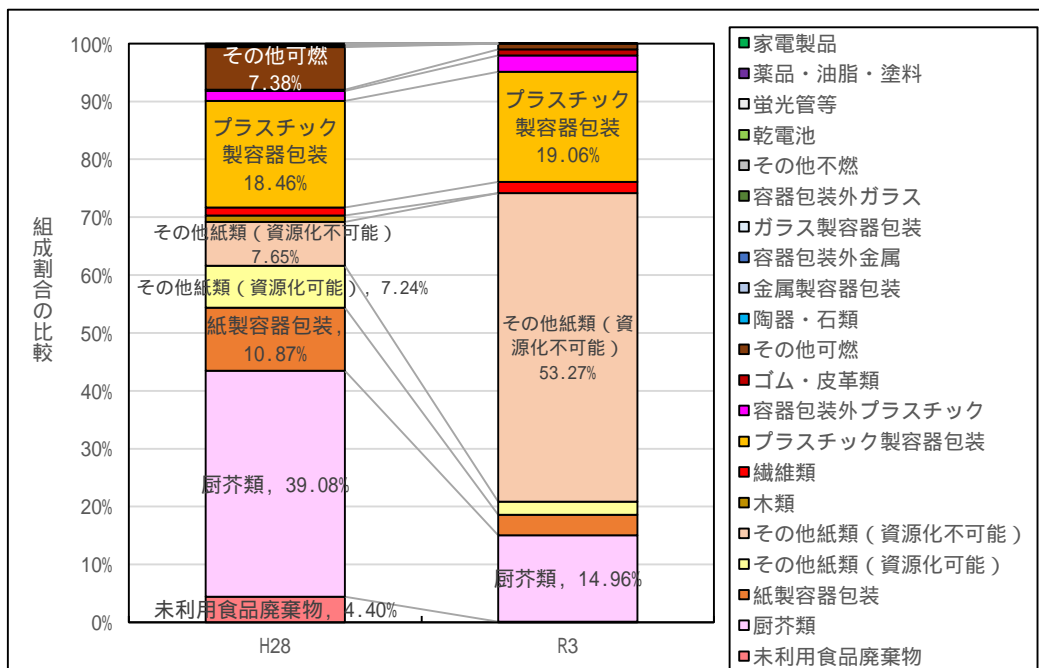 100%
90%
80%
70%
60%
50%
40%
30%
20%
10%
0%
組成割合の比較
その他可燃
7.38%
プラスチック
製容器包装
18.46%
その他紙類(資源化不可能)
7.65%
その他紙類(資源化可能), 7.24%
紙製容器包装,
10.87%
厨芥類, 39.08%
未利用食品廃棄物, 4.40%
H28
プラスチック
製容器包装
19.06%
その他紙類(資
源化不可能)
53.27%
厨芥類, 14.96%
R3
家電製品
薬品・油脂・塗料
蛍光管等
乾電池
その他不燃
容器包装外ガラス
ガラス製容器包装
容器包装外金属
金属製容器包装
陶器・石類
その他可燃
ゴム・皮革類
容器包装外プラスチック
プラスチック製容器包装
繊維類
木類
その他紙類(資源化不可能)
その他紙類(資源化可能)
紙製容器包装
厨芥類
未利用食品廃棄物